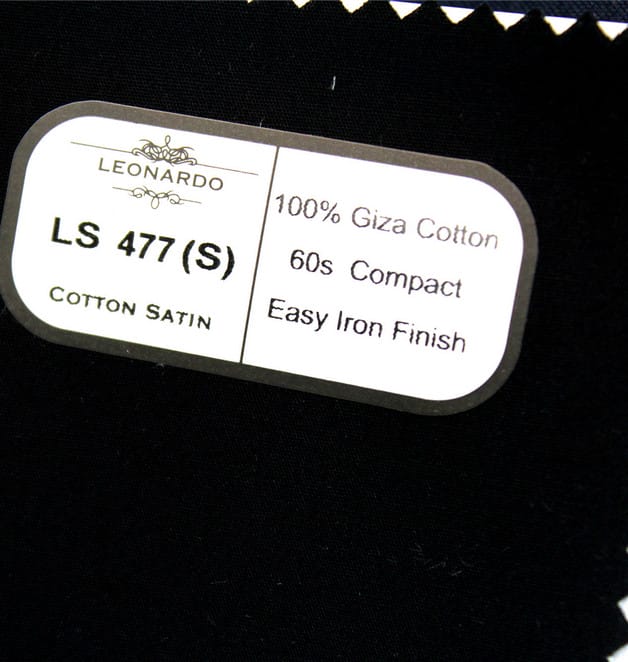 LEONARDO
LS 477(S)
COTTON SATIN
100% Giza Cotton
60s Compact
Easy Iron Finish